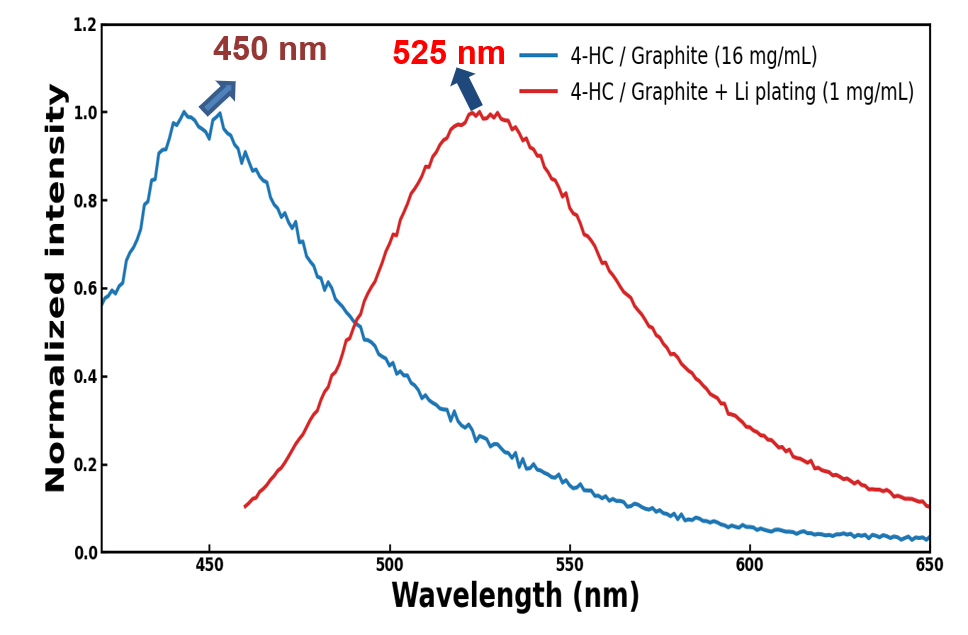 450 nm
525 nm
4-HC / Graphite (16 mg/mL)
4-HC / Graphite + Li plating (1 mg/mL)
Normalized intensity
1.2
1.0
0.8
0.6
0.4
0.2
0.0
450
500
550
600
650
Wavelength (nm)